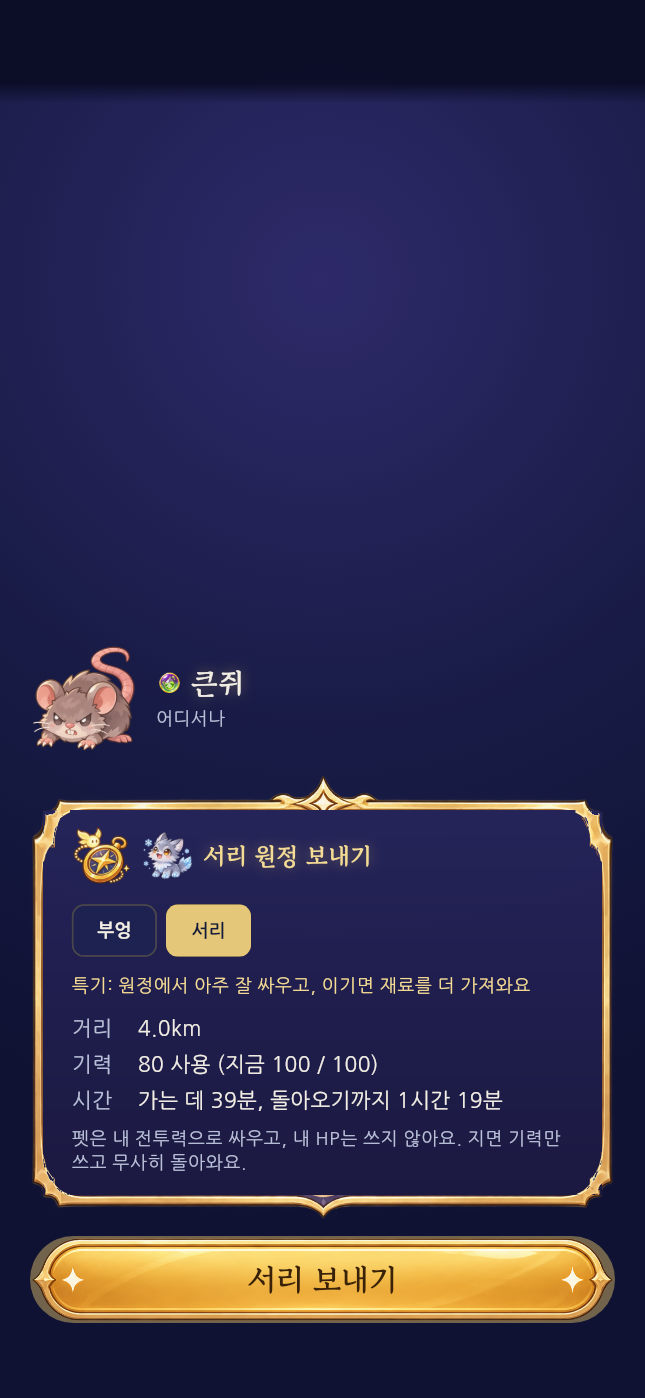 큰쥐
어디서나
서리 원정 보내기
부엉
서리
특기: 원정에서 아주 잘 싸우고, 이기면 재료를 더 가져와요
거리 4.0km
기력 80 사용 (지금 100 / 100)
시간 가는 데 39분, 돌아오기까지 1시간 19분
펫은 내 전투력으로 싸우고, 내 HP는 쓰지 않아요. 지면 기력만
쓰고 무사히 돌아와요.
서리 보내기